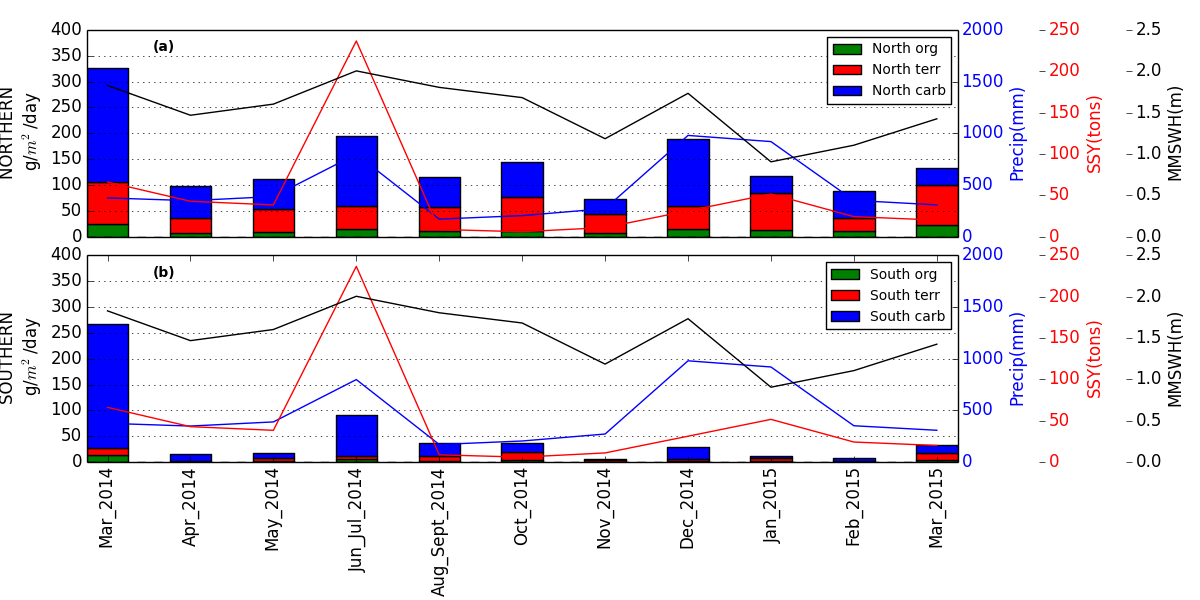 NORTHERN
g/m² /day
400
350
300
250
200
150
100
50
0
(a)
North org
North terr
North carb
2000
1500
1000
500
0
Precip(mm)
250
200
150
100
50
0
SSY(tons)
2.5
2.0
1.5
1.0
0.5
0.0
MMSWH(m)
SOUTHERN
g/m² /day
400
350
300
250
200
150
100
50
0
(b)
South org
South terr
South carb
2000
1500
1000
500
0
Precip(mm)
250
200
150
100
50
0
SSY(tons)
2.5
2.0
1.5
1.0
0.5
0.0
MMSWH(m)
Mar_2014
Apr_2014
May_2014
Jun_Jul_2014
Aug_Sept_2014
Oct_2014
Nov_2014
Dec_2014
Jan_2015
Feb_2015
Mar_2015